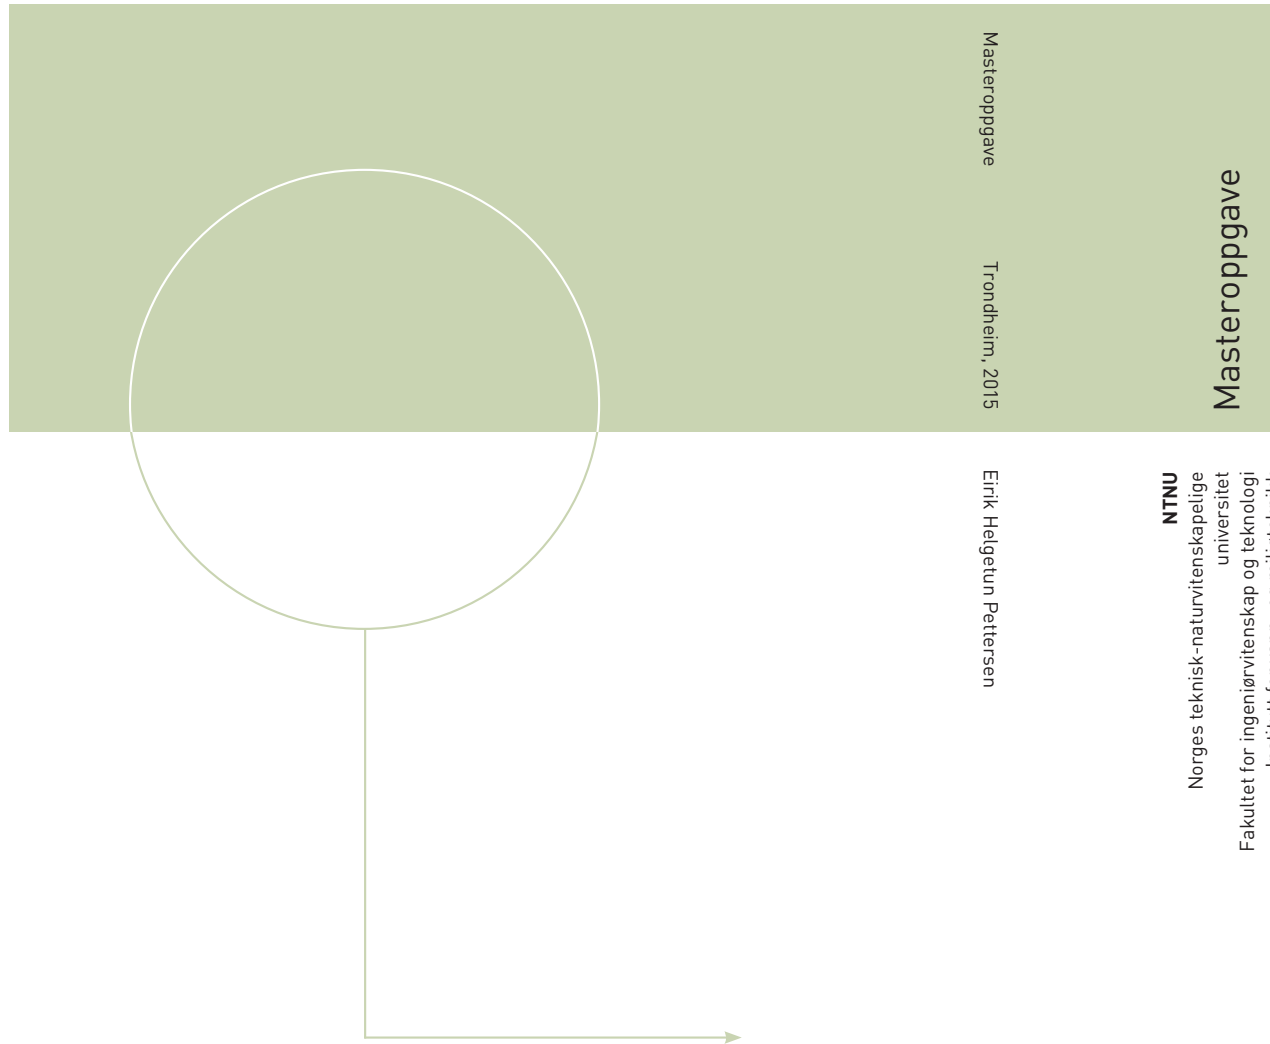 Masteroppgave
Trondheim, 2015
Eirik Helgetun Pettersen
Masteroppgave
NTNU
Norges teknisk-naturvitenskapelige
universitet
Fakultet for ingeniørvitenskap og teknologi